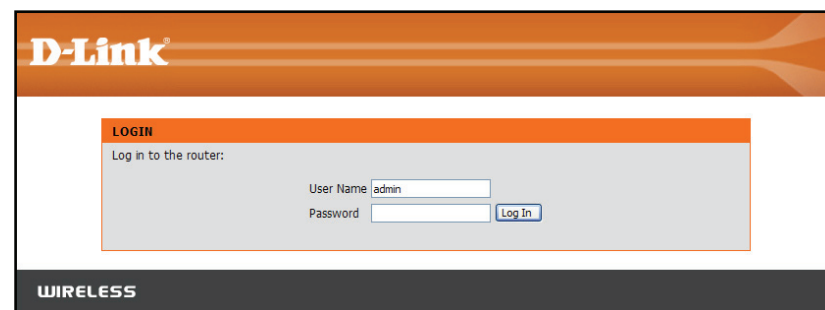 D-Link®
LOGIN
Log in to the router:
User Name admin
Password Log In
WIRELESS